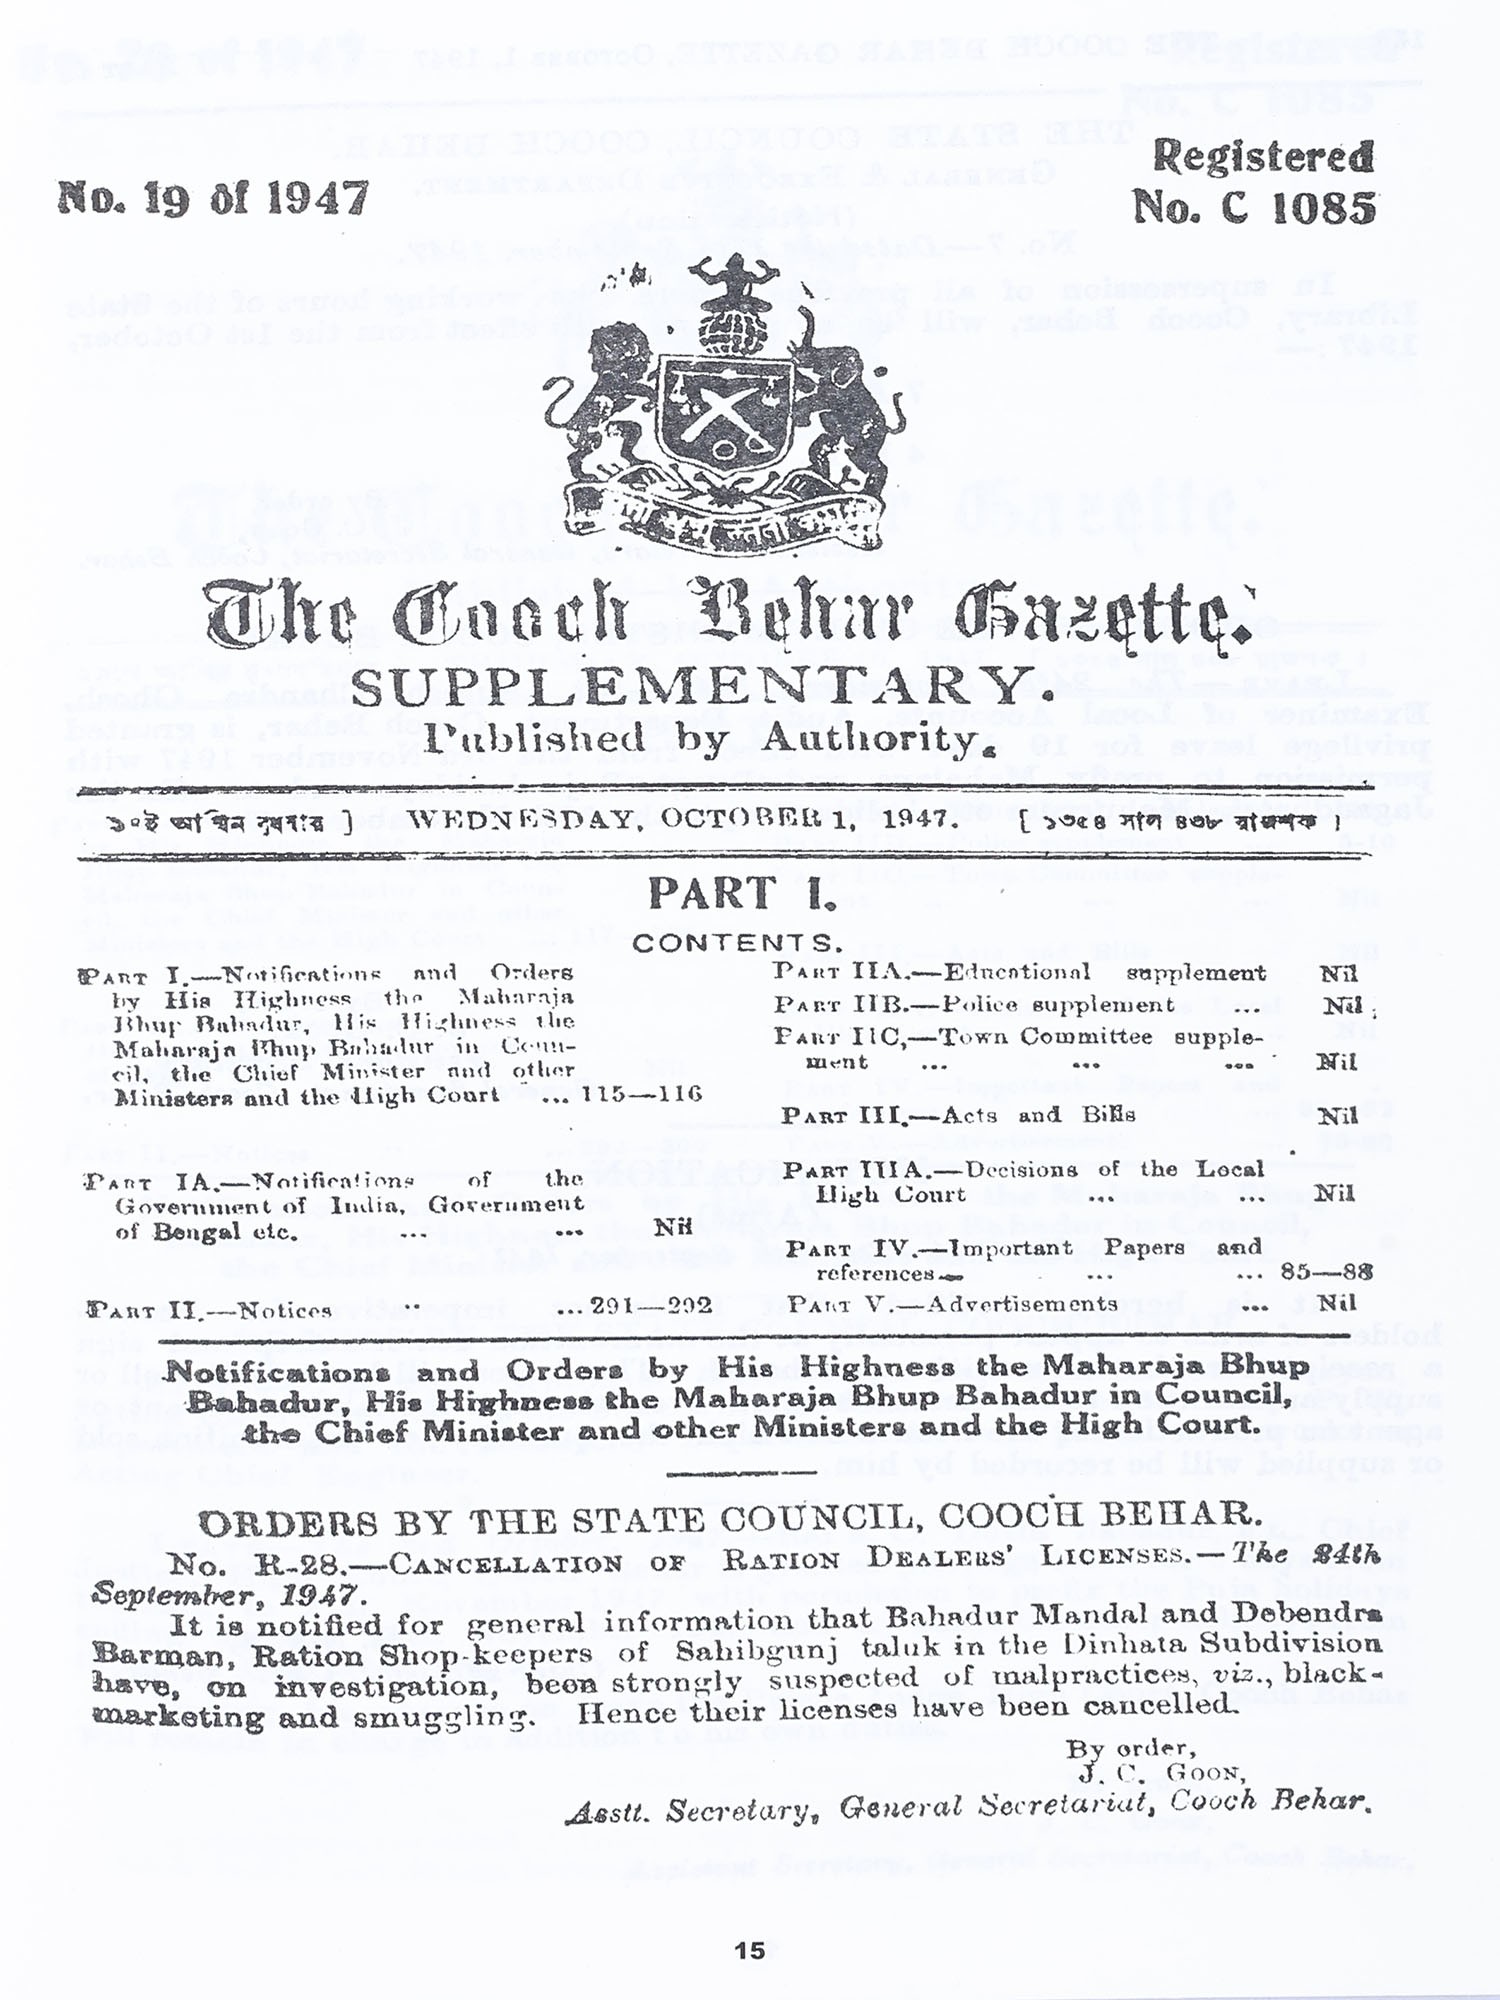 No. 19 of 1947
Registered
No. C 1085
The Cooch Behar Gazette.
SUPPLEMENTARY.
Published by Authority.
১০ই আশ্বিন বুধবার ] WEDNESDAY, OCTOBER 1, 1947. [ ১৩৫৪ সাল ৪৩৮ রাজশক ]
PART I.
CONTENTS.
PART I.—Notifications and Orders
by His Highness the Maharaja
Bhup Bahadur, His Highness the
Maharaja Bhup Bahadur in Coun-
cil, the Chief Minister and other
Ministers and the High Court ... 115—116
PART IA.—Notifications of the
Government of India, Government
of Bengal etc. ... ... Nil
PART II.—Notices .. ... 291—292
PART IIA.—Educational supplement Nil
PART IIB.—Police supplement ... Nil
PART IIC,—Town Committee supple-
ment ... ... ... Nil
PART III.—Acts and Bills Nil
PART IIIA.—Decisions of the Local
High Court ... ... Nil
PART IV.—Important Papers and
references— ... ... 85—88
PART V.—Advertisements ... Nil
Notifications and Orders by His Highness the Maharaja Bhup
Bahadur, His Highness the Maharaja Bhup Bahadur in Council,
the Chief Minister and other Ministers and the High Court.
ORDERS BY THE STATE COUNCIL, COOCH BEHAR.
No. R-28.—CANCELLATION OF RATION DEALERS' LICENSES.—The 24th
September, 1947.
It is notified for general information that Bahadur Mandal and Debendra
Barman, Ration Shop-keepers of Sahibgunj taluk in the Dinhata Subdivision
have, on investigation, been strongly suspected of malpractices, viz., black-
marketing and smuggling. Hence their licenses have been cancelled.
By order,
J. C. GOON,
Asstt. Secretary, General Secretariat, Cooch Behar.
15